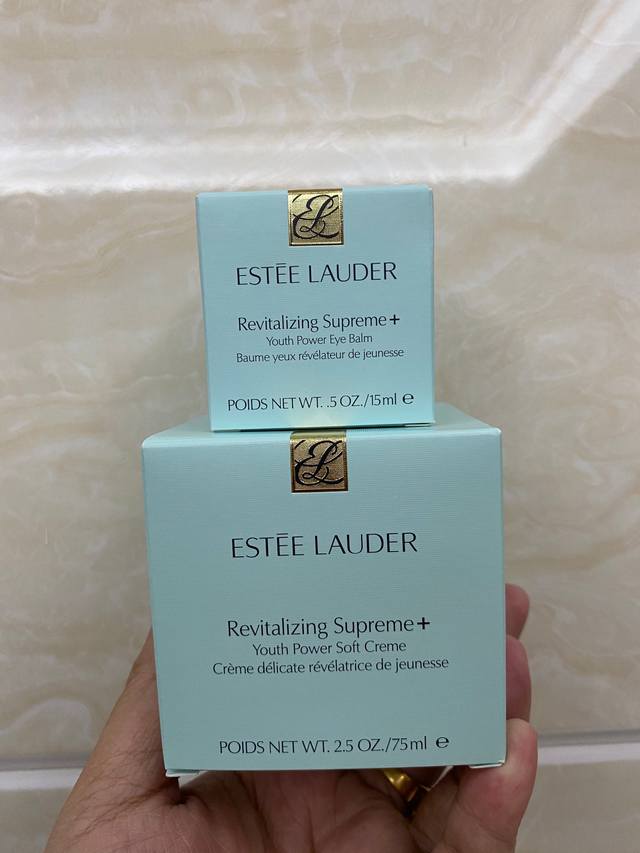 EL
ESTĒE LAUDER
Revitalizing Supreme+
Youth Power Eye Balm
Baume yeux révélateur de jeunesse
POIDS NET WT. .5 OZ./15ml ℮
EL
ESTĒE LAUDER
Revitalizing Supreme+
Youth Power Soft Creme
Crème délicate révélatrice de jeunesse
POIDS NET WT. 2.5 OZ./75ml ℮